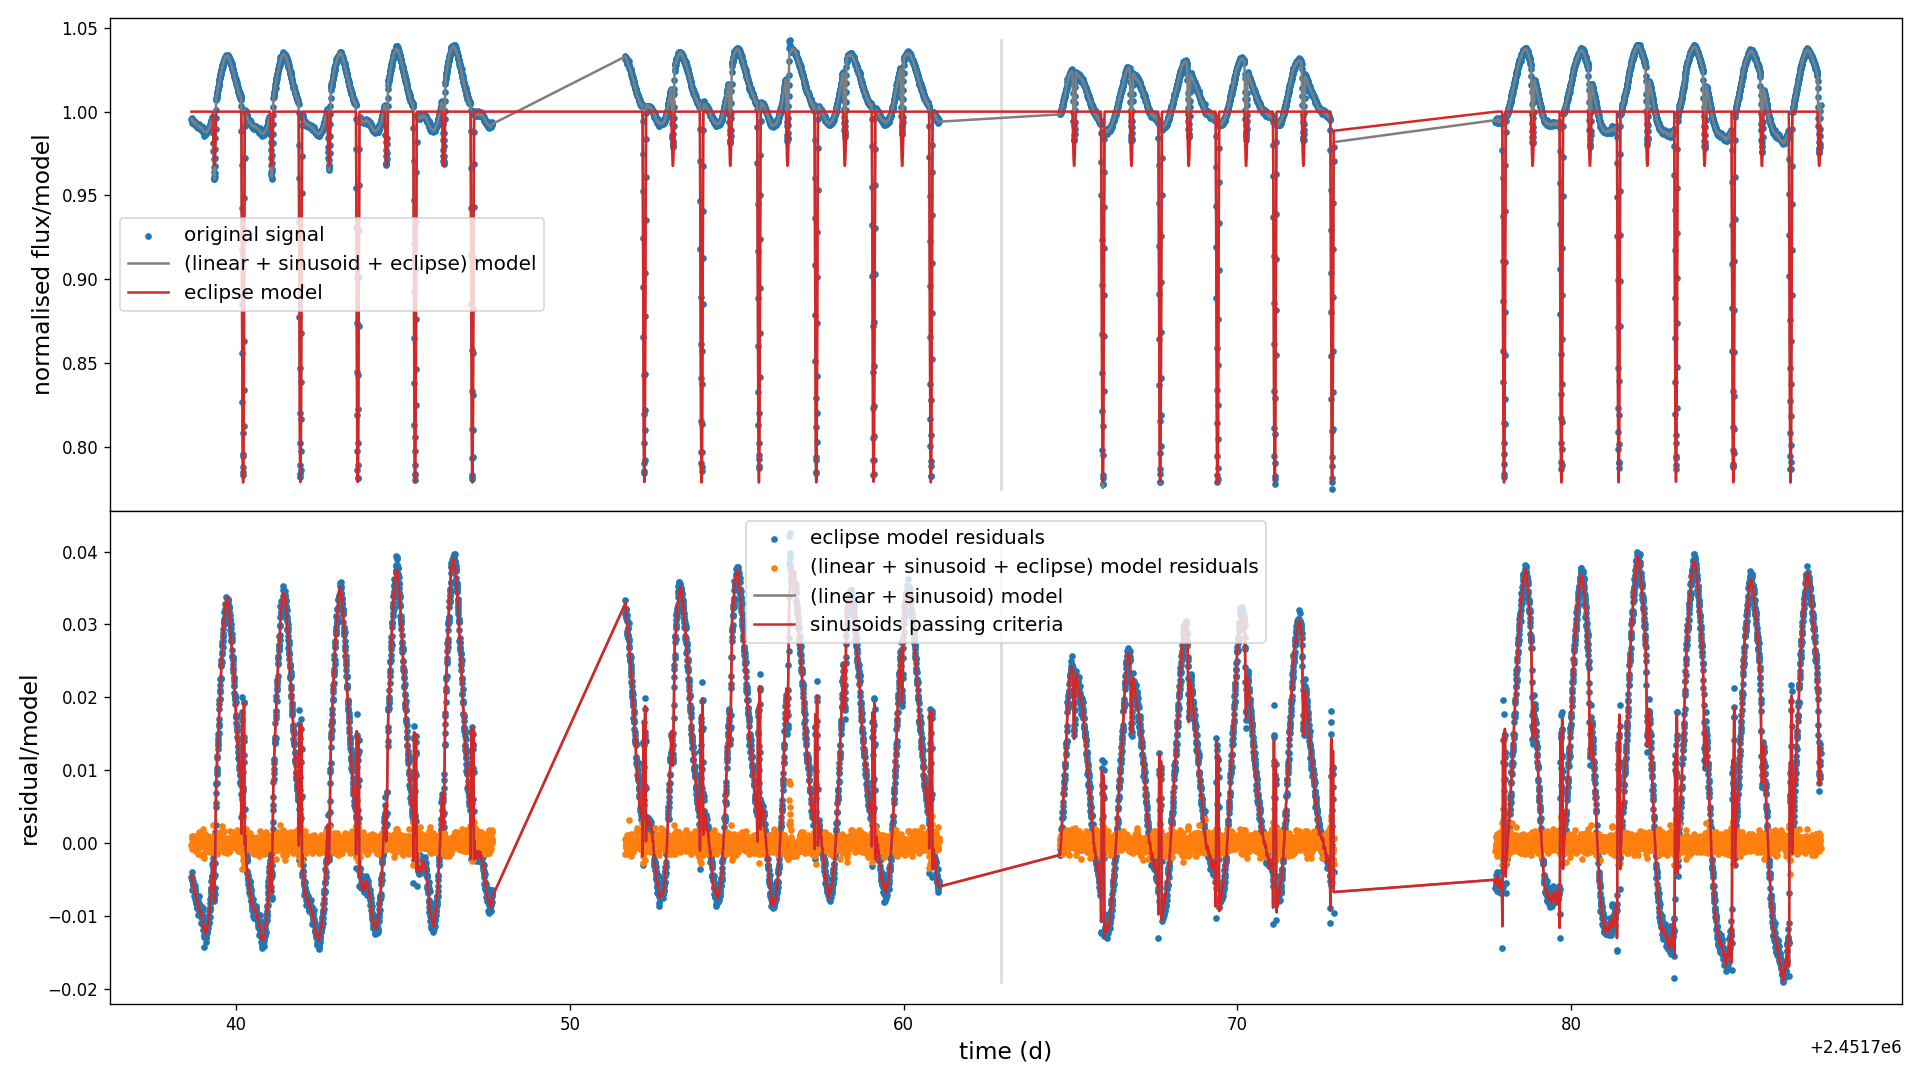 1.05
1.00
0.95
0.90
0.85
0.80
normalised flux/model
original signal
(linear + sinusoid + eclipse) model
eclipse model
0.04
0.03
0.02
0.01
0.00
−0.01
−0.02
residual/model
eclipse model residuals
(linear + sinusoid + eclipse) model residuals
(linear + sinusoid) model
sinusoids passing criteria
40
50
60
70
80
time (d)
+2.4517e6